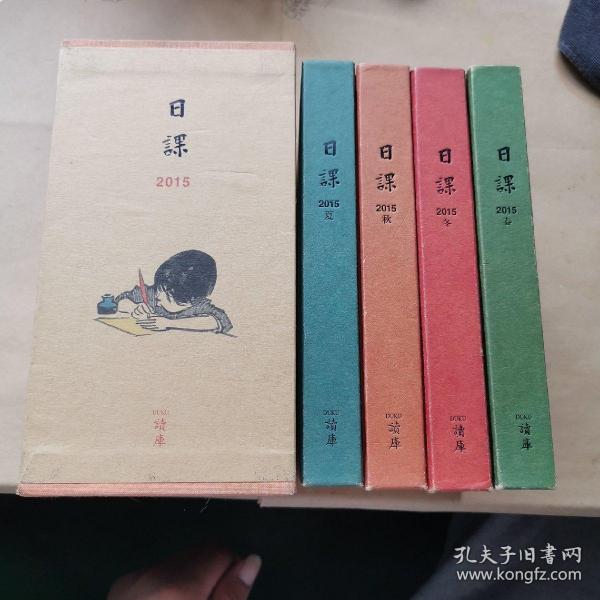 日
課
2015
DUKU
讀
庫
日
課
2015
夏
DUKU
讀
庫
日
課
2015
秋
DUKU
讀
庫
日
課
2015
冬
DUKU
讀
庫
日
課
2015
春
DUKU
讀
庫
孔夫子旧书网
www.kongfz.com